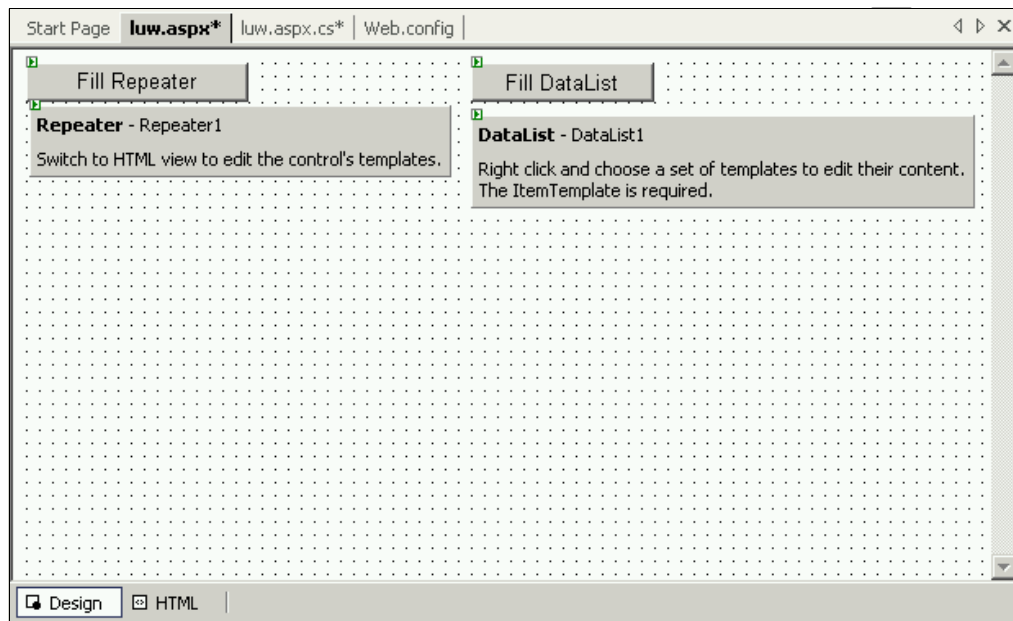 Start Page luw.aspx* luw.aspx.cs* Web.config
Fill Repeater
Repeater - Repeater1
Switch to HTML view to edit the control's templates.
Fill DataList
DataList - DataList1
Right click and choose a set of templates to edit their content.
The ItemTemplate is required.
Design HTML